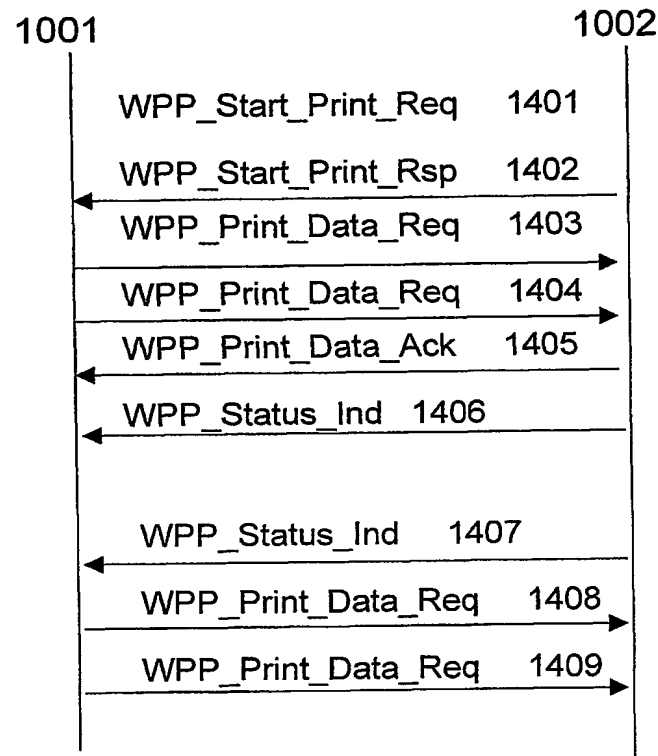 1001 1002
WPP_Start_Print_Req 1401
WPP_Start_Print_Rsp 1402
WPP_Print_Data_Req 1403
WPP_Print_Data_Req 1404
WPP_Print_Data_Ack 1405
WPP_Status_Ind 1406
WPP_Status_Ind 1407
WPP_Print_Data_Req 1408
WPP_Print_Data_Req 1409